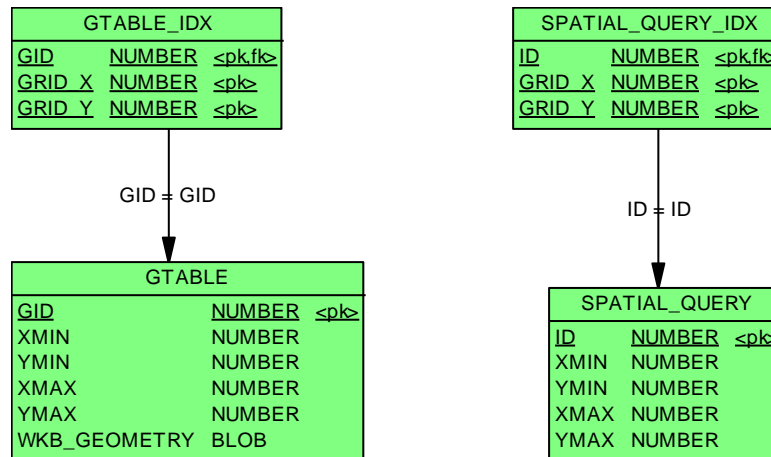 GTABLE_IDX
GID NUMBER <pk,fk>
GRID_X NUMBER <pk>
GRID_Y NUMBER <pk>
GID = GID
GTABLE
GID NUMBER <pk>
XMIN NUMBER
YMIN NUMBER
XMAX NUMBER
YMAX NUMBER
WKB_GEOMETRY BLOB
SPATIAL_QUERY_IDX
ID NUMBER <pk,fk>
GRID_X NUMBER <pk>
GRID_Y NUMBER <pk>
ID = ID
SPATIAL_QUERY
ID NUMBER <pk>
XMIN NUMBER
YMIN NUMBER
XMAX NUMBER
YMAX NUMBER